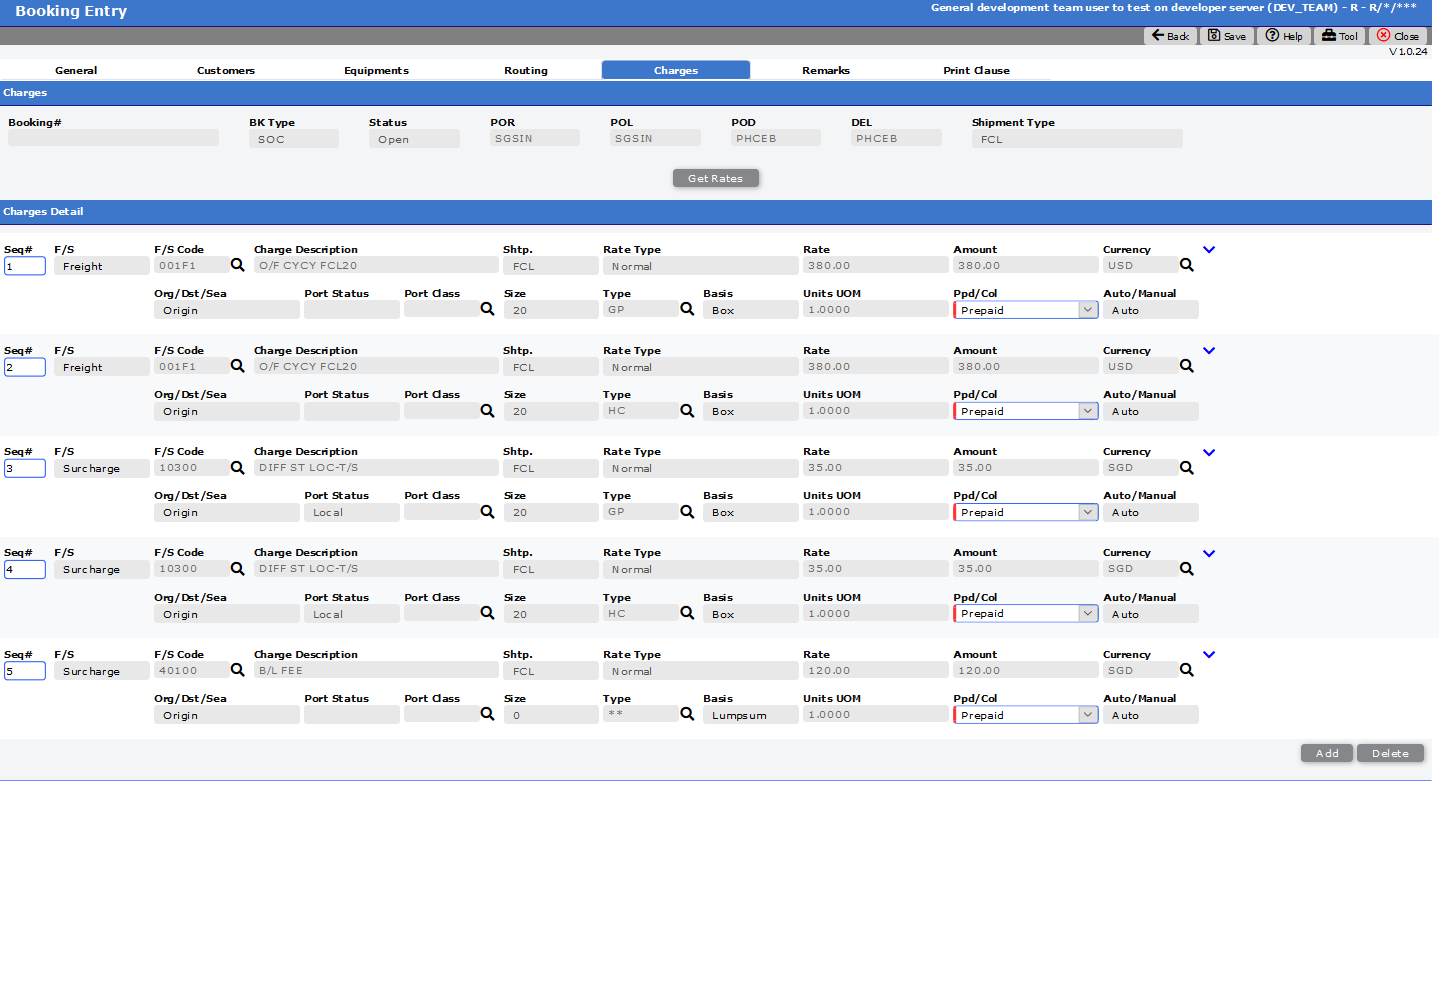 Booking Entry General development team user to test on developer server (DEV_TEAM) - R - R/*/***
Back Save Help Tool Close
V 1.0.24
General Customers Equipments Routing Charges Remarks Print Clause
Charges
Booking# BK Type Status POR POL POD DEL Shipment Type
SOC Open SGSIN SGSIN PHCEB PHCEB FCL
Get Rates
Charges Detail
Seq# F/S F/S Code Charge Description Shtp. Rate Type Rate Amount Currency
1 Freight 001F1 O/F CYCY FCL20 FCL Normal 380.00 380.00 USD
Org/Dst/Sea Port Status Port Class Size Type Basis Units UOM Ppd/Col Auto/Manual
Origin 20 GP Box 1.0000 Prepaid Auto
Seq# F/S F/S Code Charge Description Shtp. Rate Type Rate Amount Currency
2 Freight 001F1 O/F CYCY FCL20 FCL Normal 380.00 380.00 USD
Org/Dst/Sea Port Status Port Class Size Type Basis Units UOM Ppd/Col Auto/Manual
Origin 20 HC Box 1.0000 Prepaid Auto
Seq# F/S F/S Code Charge Description Shtp. Rate Type Rate Amount Currency
3 Surcharge 10300 DIFF ST LOC-T/S FCL Normal 35.00 35.00 SGD
Org/Dst/Sea Port Status Port Class Size Type Basis Units UOM Ppd/Col Auto/Manual
Origin Local 20 GP Box 1.0000 Prepaid Auto
Seq# F/S F/S Code Charge Description Shtp. Rate Type Rate Amount Currency
4 Surcharge 10300 DIFF ST LOC-T/S FCL Normal 35.00 35.00 SGD
Org/Dst/Sea Port Status Port Class Size Type Basis Units UOM Ppd/Col Auto/Manual
Origin Local 20 HC Box 1.0000 Prepaid Auto
Seq# F/S F/S Code Charge Description Shtp. Rate Type Rate Amount Currency
5 Surcharge 40100 B/L FEE FCL Normal 120.00 120.00 SGD
Org/Dst/Sea Port Status Port Class Size Type Basis Units UOM Ppd/Col Auto/Manual
Origin 0 ** Lumpsum 1.0000 Prepaid Auto
Add Delete